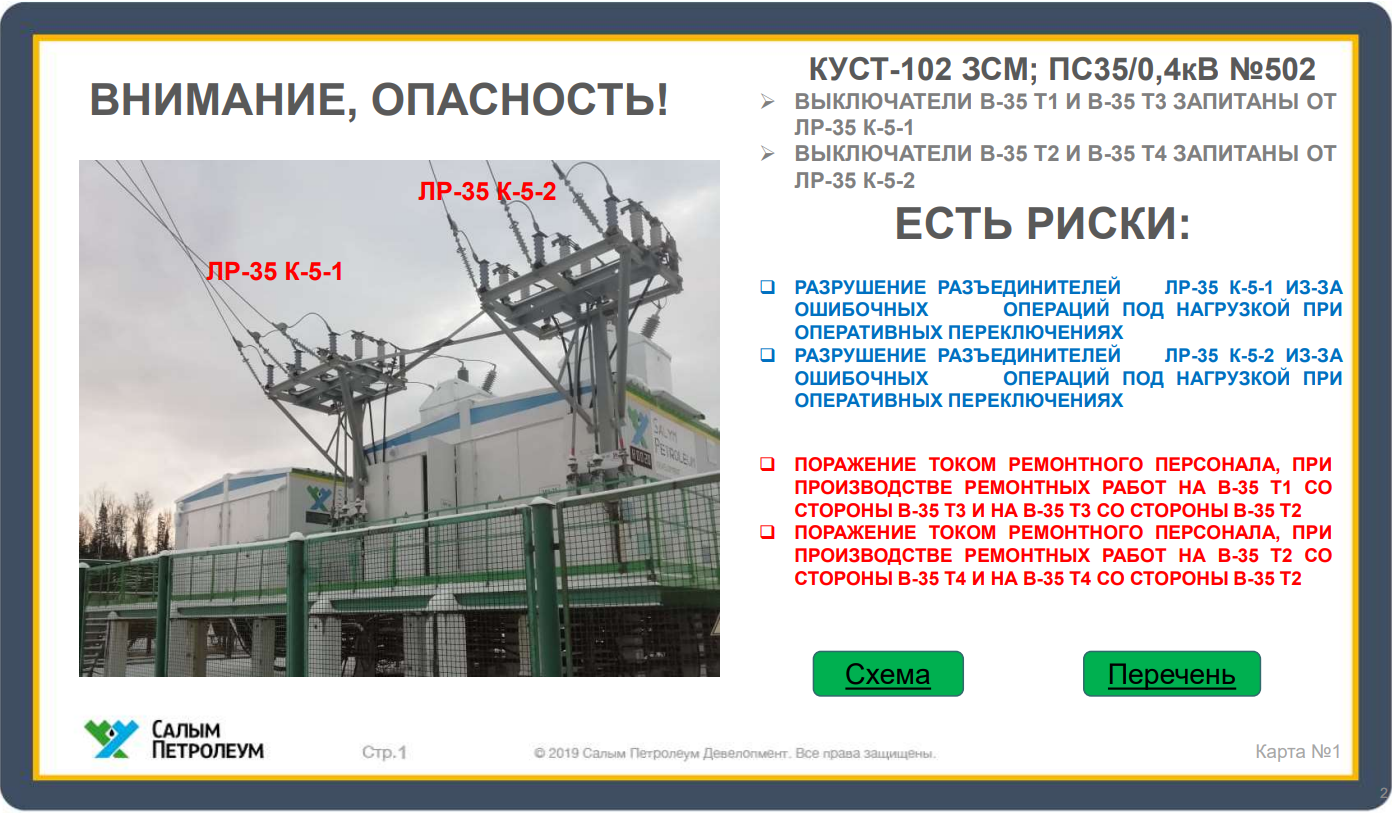 ВНИМАНИЕ, ОПАСНОСТЬ!
ЛР-35 К-5-2
ЛР-35 К-5-1
SALYM
PETROLEUM
КУСТ-102 ЗСМ; ПС35/0,4кВ №502
ВЫКЛЮЧАТЕЛИ В-35 Т1 И В-35 Т3 ЗАПИТАНЫ ОТ
ЛР-35 К-5-1
ВЫКЛЮЧАТЕЛИ В-35 Т2 И В-35 Т4 ЗАПИТАНЫ ОТ
ЛР-35 К-5-2
ЕСТЬ РИСКИ:
РАЗРУШЕНИЕ РАЗЪЕДИНИТЕЛЕЙ ЛР-35 К-5-1 ИЗ-ЗА
ОШИБОЧНЫХ ОПЕРАЦИЙ ПОД НАГРУЗКОЙ ПРИ
ОПЕРАТИВНЫХ ПЕРЕКЛЮЧЕНИЯХ
РАЗРУШЕНИЕ РАЗЪЕДИНИТЕЛЕЙ ЛР-35 К-5-2 ИЗ-ЗА
ОШИБОЧНЫХ ОПЕРАЦИЙ ПОД НАГРУЗКОЙ ПРИ
ОПЕРАТИВНЫХ ПЕРЕКЛЮЧЕНИЯХ
ПОРАЖЕНИЕ ТОКОМ РЕМОНТНОГО ПЕРСОНАЛА, ПРИ
ПРОИЗВОДСТВЕ РЕМОНТНЫХ РАБОТ НА В-35 Т1 СО
СТОРОНЫ В-35 Т3 И НА В-35 Т3 СО СТОРОНЫ В-35 Т2
ПОРАЖЕНИЕ ТОКОМ РЕМОНТНОГО ПЕРСОНАЛА, ПРИ
ПРОИЗВОДСТВЕ РЕМОНТНЫХ РАБОТ НА В-35 Т2 СО
СТОРОНЫ В-35 Т4 И НА В-35 Т4 СО СТОРОНЫ В-35 Т2
Схема
Перечень
САЛЫМ
ПЕТРОЛЕУМ
Стр.1
© 2019 Салым Петролеум Девелопмент. Все права защищены.
Карта №1
2